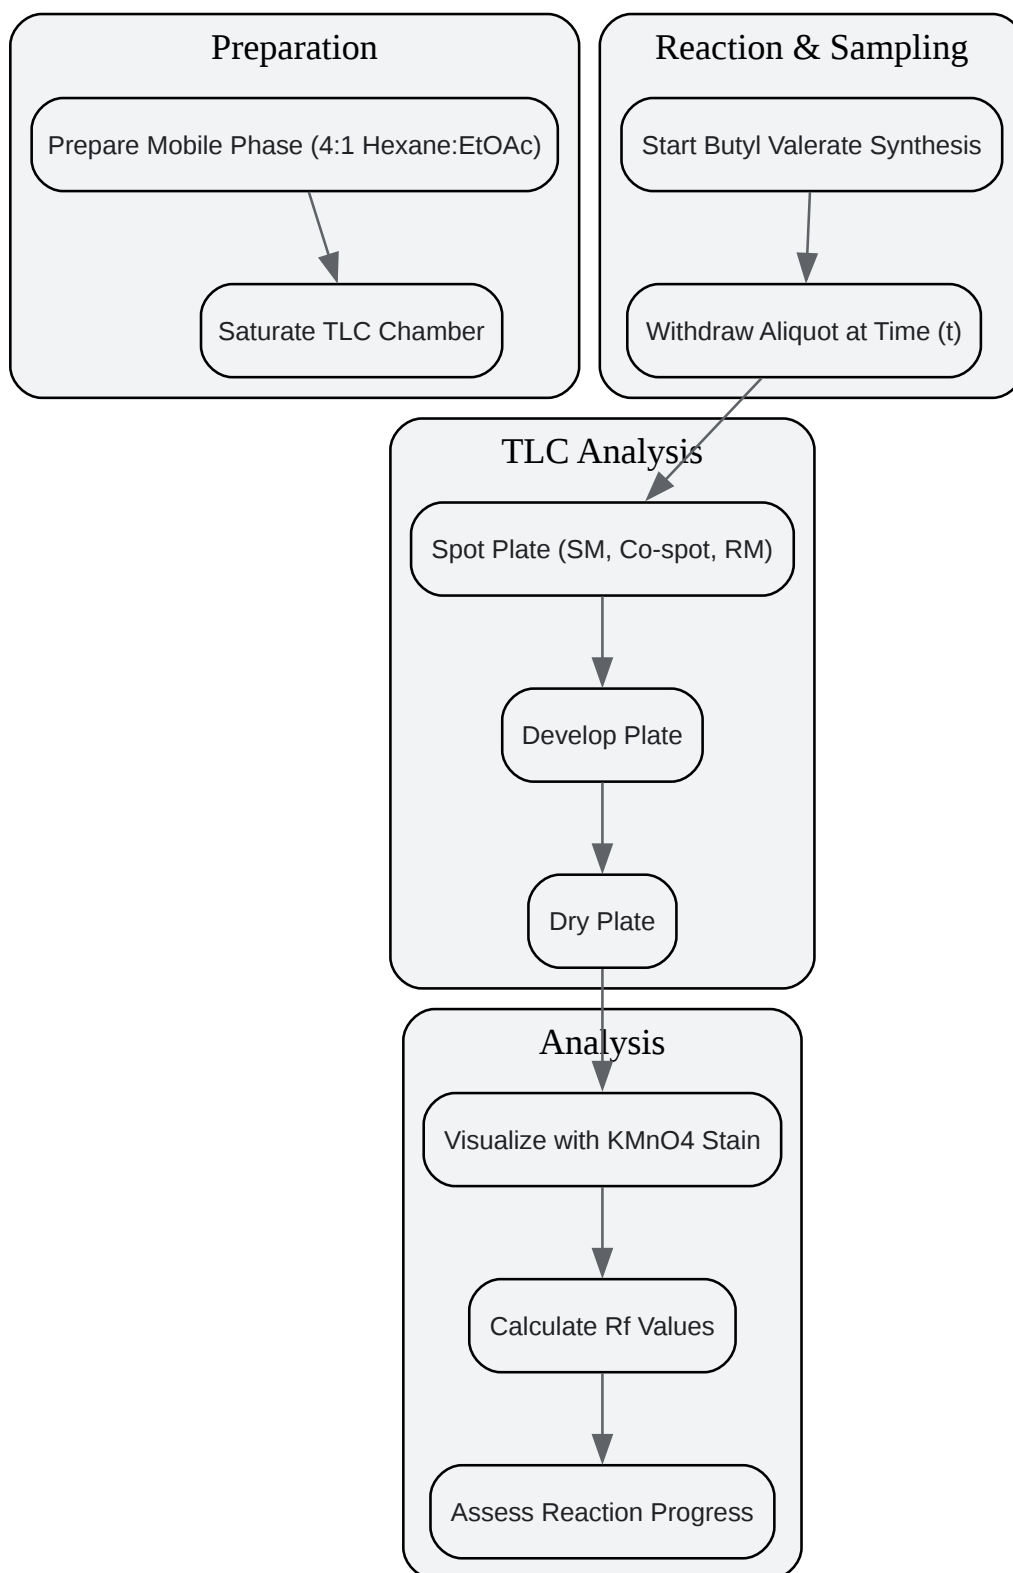 Preparation
Prepare Mobile Phase (4:1 Hexane:EtOAc)
Saturate TLC Chamber
Reaction & Sampling
Start Butyl Valerate Synthesis
Withdraw Aliquot at Time (t)
TLC Analysis
Spot Plate (SM, Co-spot, RM)
Develop Plate
Dry Plate
Analysis
Visualize with KMnO4 Stain
Calculate Rf Values
Assess Reaction Progress